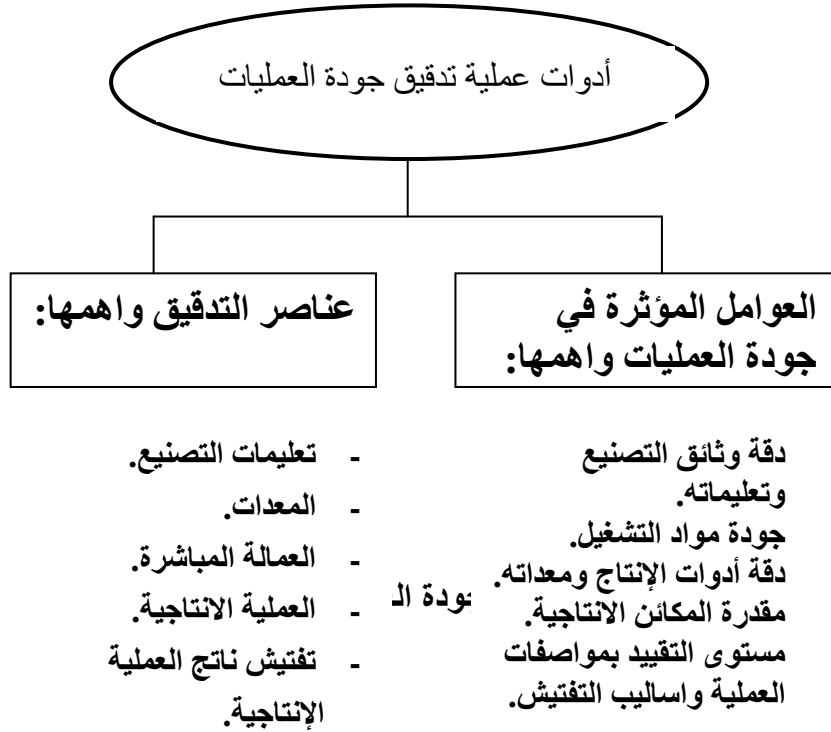 أدوات عملية تدقيق جودة العمليات
العوامل المؤثرة في
جودة العمليات واهمها:
دقة وثائق التصنيع
وتعليماته.
جودة مواد التشغيل.
دقة أدوات الإنتاج ومعداته.
مقدرة المكائن الانتاجية.
مستوى التقييد بمواصفات
العملية واساليب التفتيش.
عناصر التدقيق واهمها:
- تعليمات التصنيع.
- المعدات.
- العمالة المباشرة.
- العملية الانتاجية.
- تفتيش ناتج العملية
الإنتاجية.